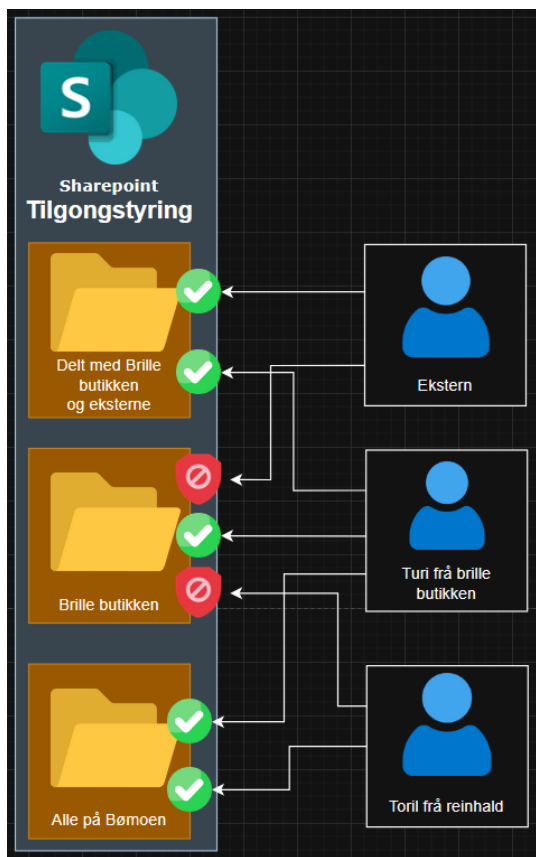 S
Sharepoint
Tilgongstyring
Delt med Brille
butikken
og eksterne
Ekstern
Brille butikken
Turi frå brille
butikken
Alle på Bømoen
Toril frå reinhald